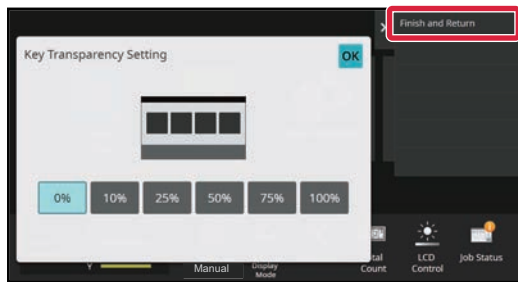 Finish and Return
Key Transparency Setting
OK
0%
10%
25%
50%
75%
100%
Y
Manual
Display
Mode
Count
LCD
Control
Job Status